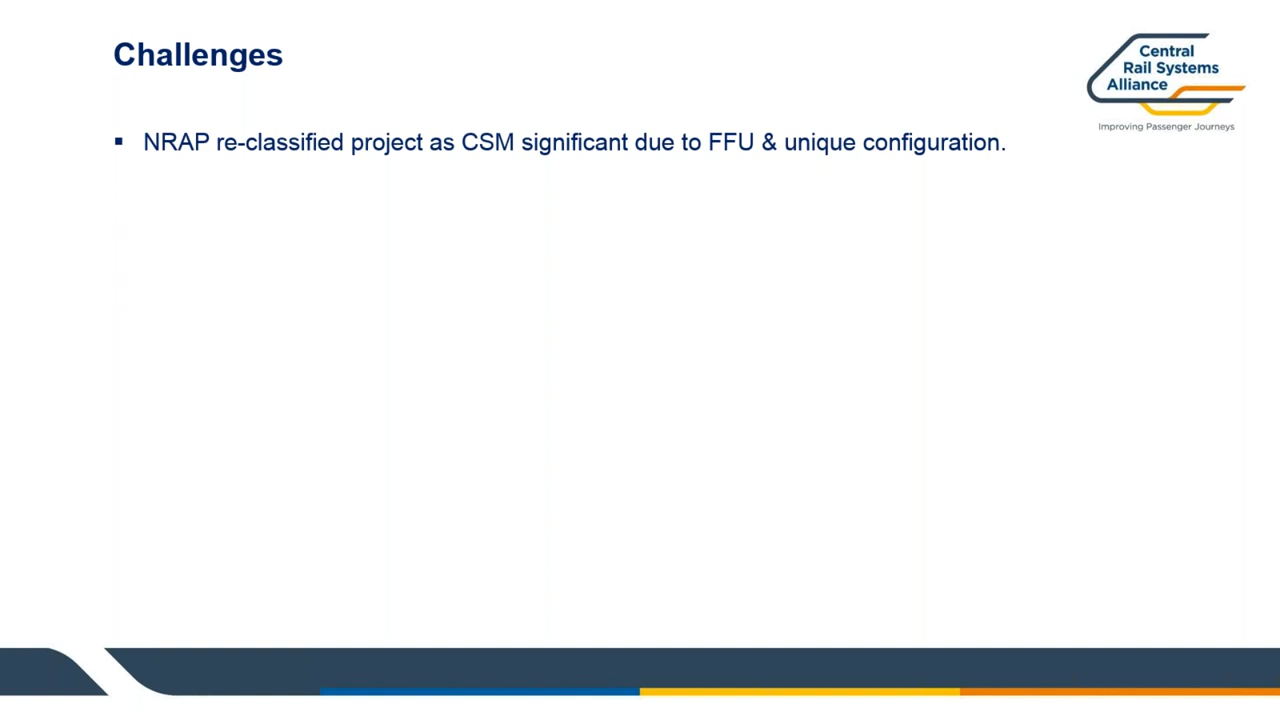 Challenges
Central
Rail Systems
Alliance
Improving Passenger Journeys
▪ NRAP re-classified project as CSM significant due to FFU & unique configuration.